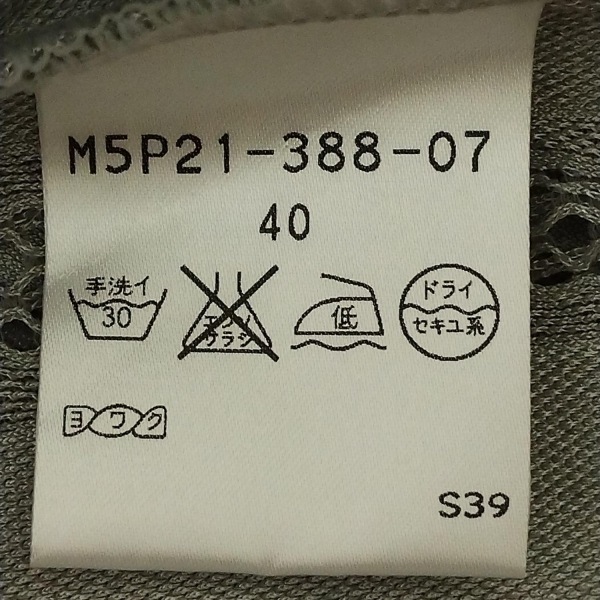 M5P21-388-07
40
手洗イ
30
エンソ
サラシ
低
ドライ
セキユ系
ヨワク
S39